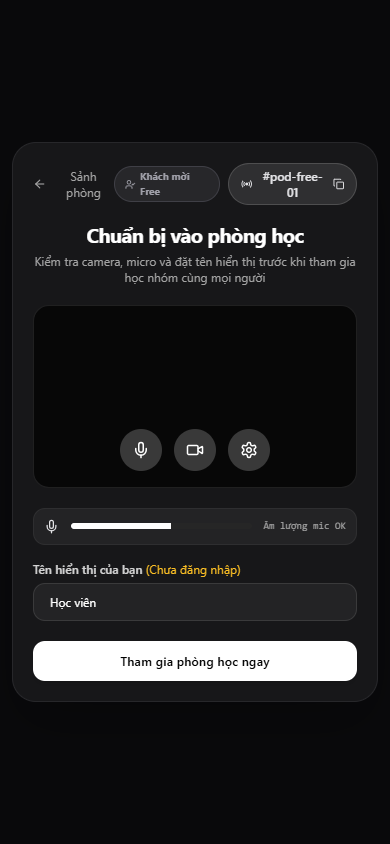 Sảnh
phòng
Khách mời
Free
#pod-free-
01
Chuẩn bị vào phòng học
Kiểm tra camera, micro và đặt tên hiển thị trước khi tham gia
học nhóm cùng mọi người
Âm lượng mic OK
Tên hiển thị của bạn (Chưa đăng nhập)
Học viên
Tham gia phòng học ngay